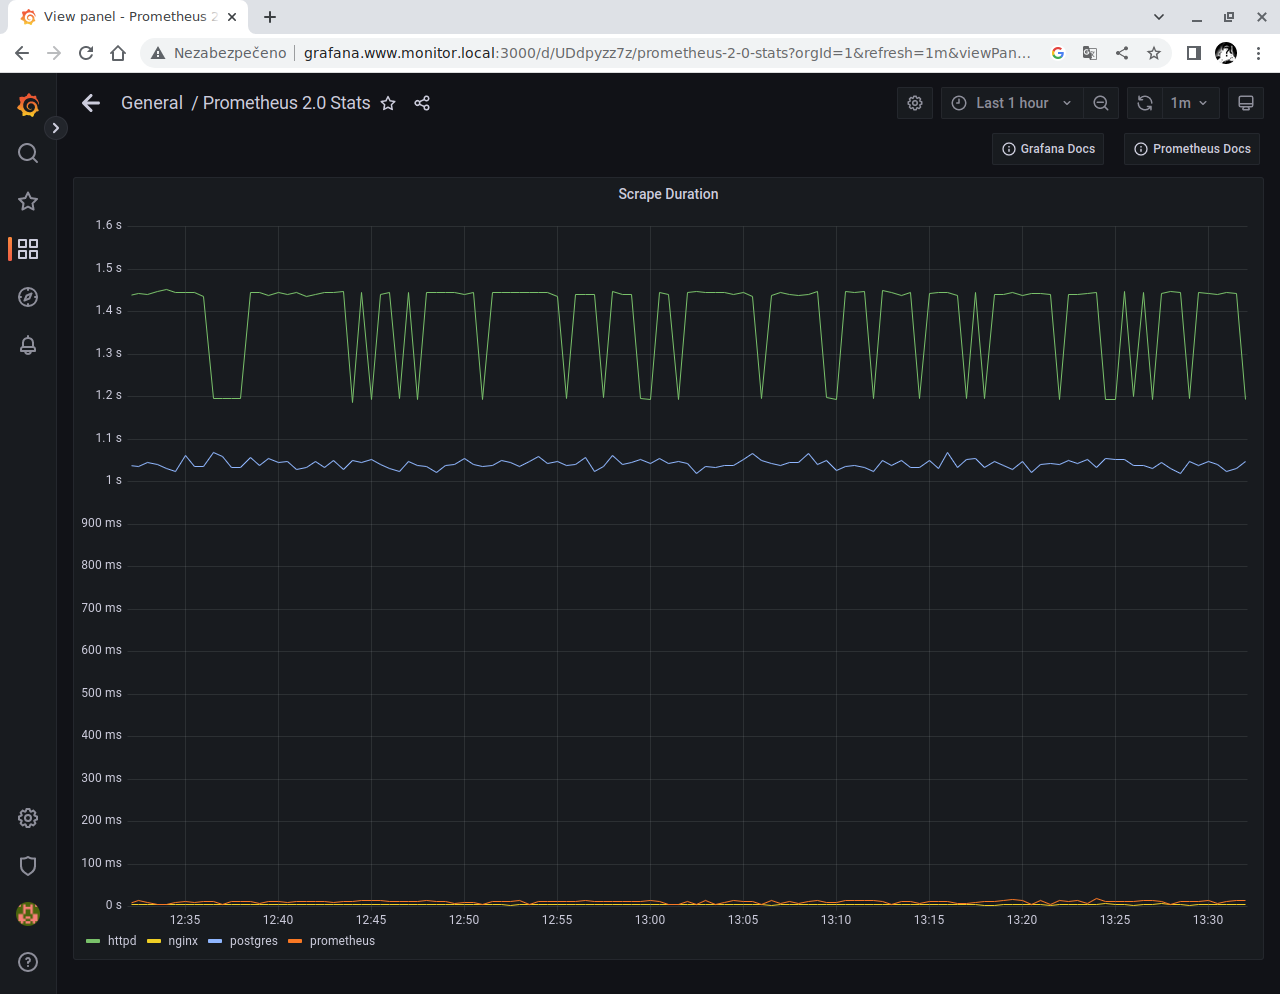 View panel - Prometheus 2
Nezabezpečeno
grafana.www.monitor.local:3000/d/UDdpyzz7z/prometheus-2-0-stats?orgId=1&refresh=1m&viewPan...
General / Prometheus 2.0 Stats
Last 1 hour
1m
Grafana Docs
Prometheus Docs
Scrape Duration
1.6 s
1.5 s
1.4 s
1.3 s
1.2 s
1.1 s
1 s
900 ms
800 ms
700 ms
600 ms
500 ms
400 ms
300 ms
200 ms
100 ms
0 s
12:35 12:40 12:45 12:50 12:55 13:00 13:05 13:10 13:15 13:20 13:25 13:30
httpd nginx postgres prometheus